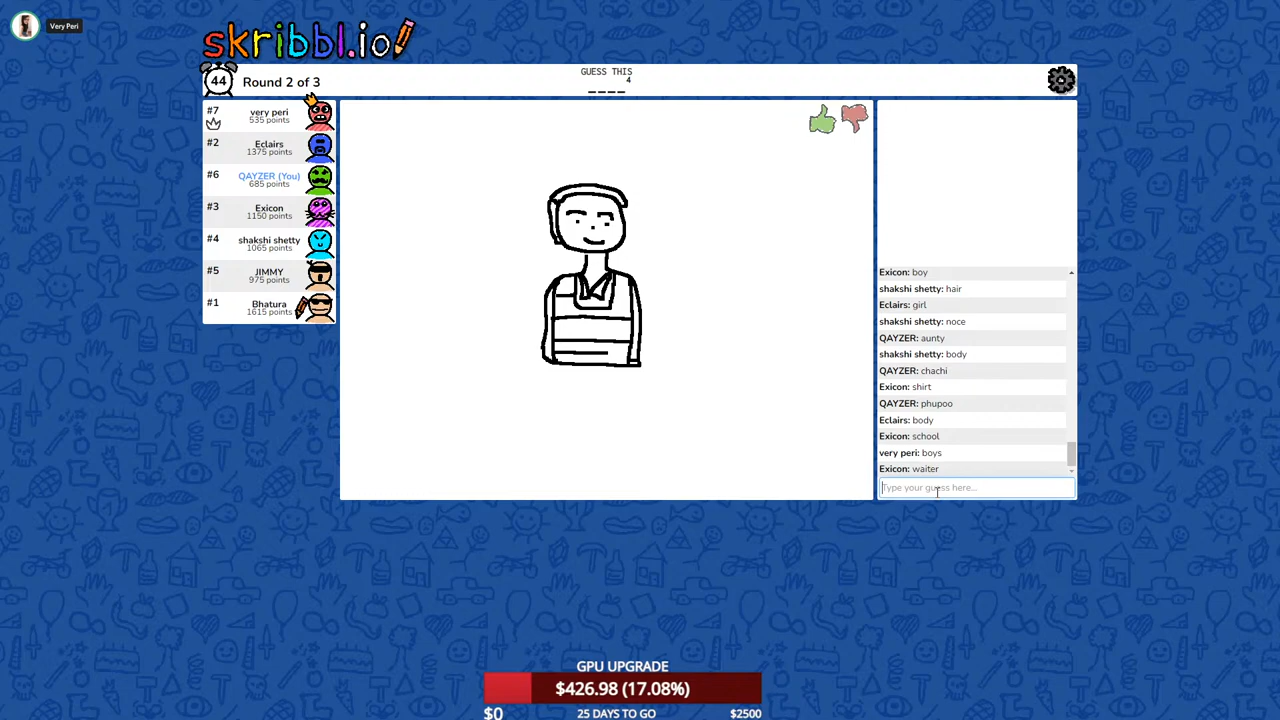 Very Peri
skribbl.io
44
Round 2 of 3
GUESS THIS
4
____
#7
very peri
535 points
#2
Eclairs
1375 points
#6
QAYZER (You)
685 points
#3
Exicon
1150 points
#4
shakshi shetty
1065 points
#5
JIMMY
975 points
#1
Bhatura
1615 points
Exicon: boy
shakshi shetty: hair
Eclairs: girl
shakshi shetty: noce
QAYZER: aunty
shakshi shetty: body
QAYZER: chachi
Exicon: shirt
QAYZER: phupoo
Eclairs: body
Exicon: school
very peri: boys
Exicon: waiter
Type your guess here...
GPU UPGRADE
$426.98 (17.08%)
$0
25 DAYS TO GO
$2500